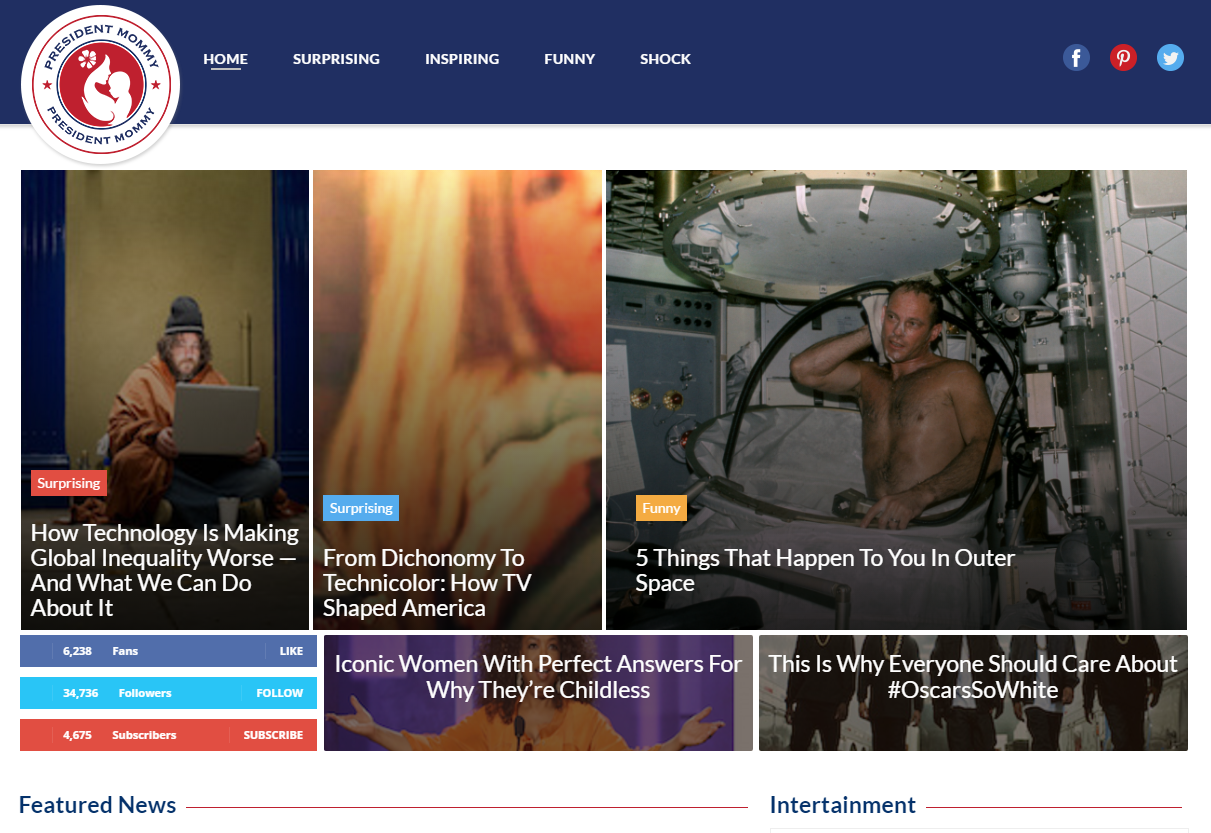 PRESIDENT MOMMY
PRESIDENT MOMMY
HOME SURPRISING INSPIRING FUNNY SHOCK
Surprising
How Technology Is Making
Global Inequality Worse —
And What We Can Do
About It
Surprising
From Dichonomy To
Technicolor: How TV
Shaped America
Funny
5 Things That Happen To You In Outer
Space
6,238 Fans LIKE
34,736 Followers FOLLOW
4,675 Subscribers SUBSCRIBE
Iconic Women With Perfect Answers For
Why They’re Childless
This Is Why Everyone Should Care About
#OscarsSoWhite
Featured News
Intertainment